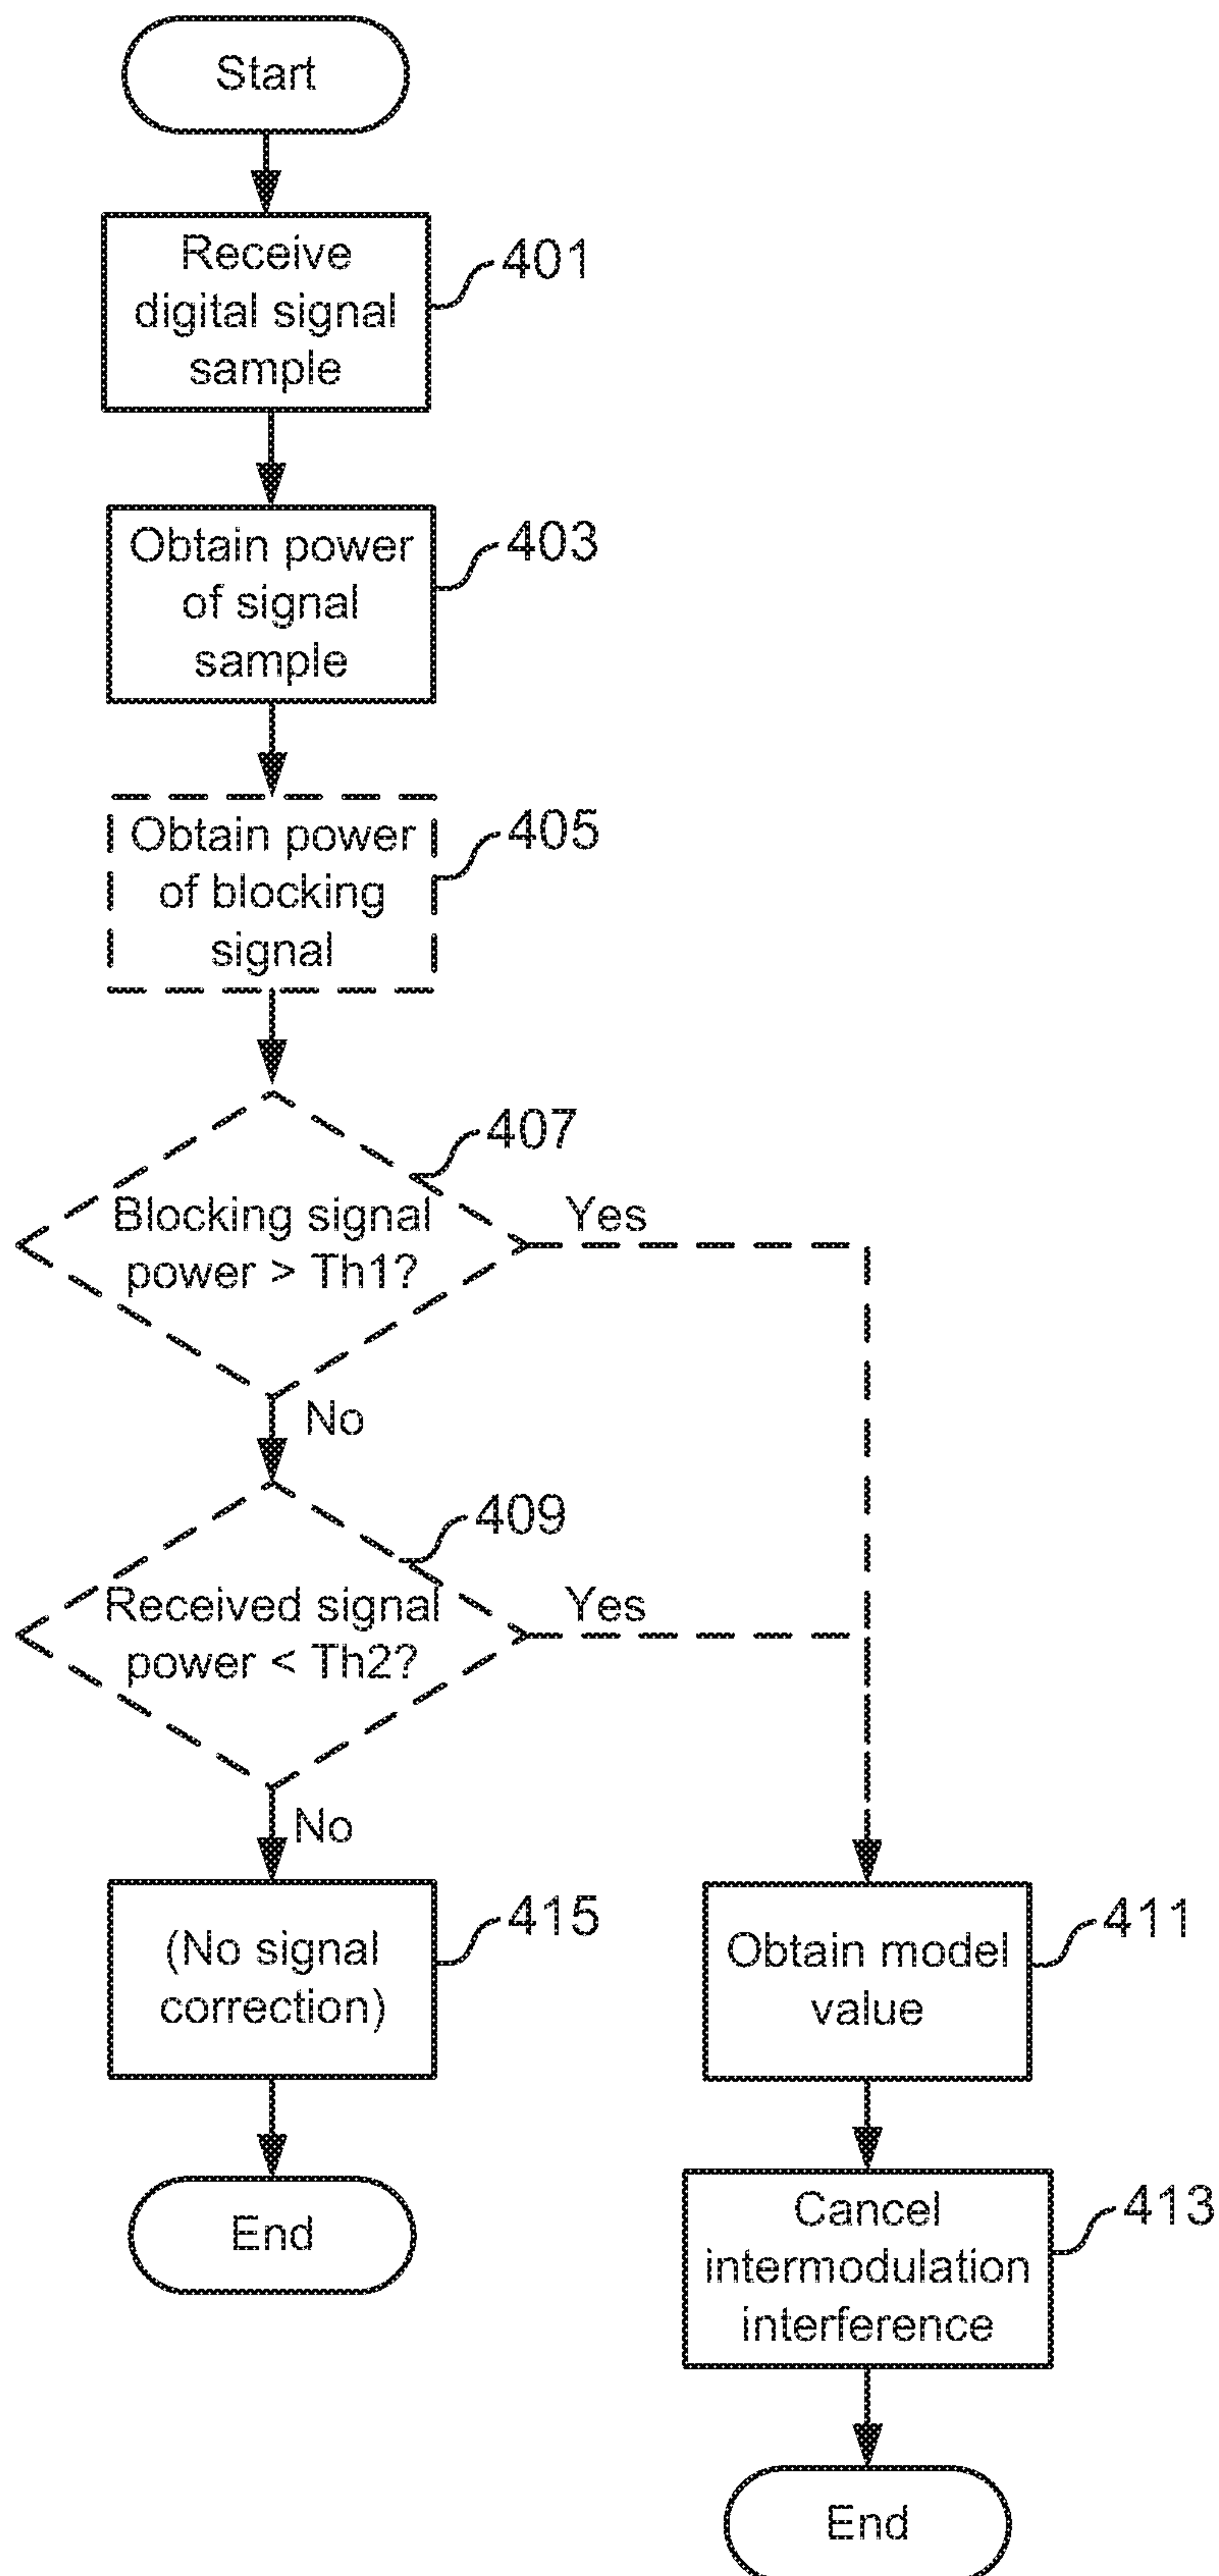 Start
Receive
digital signal
sample
401
Obtain power
of signal
sample
403
Obtain power
of blocking
signal
405
407
Blocking signal
power > Th1?
Yes
No
409
Received signal
power < Th2?
Yes
No
(No signal
correction)
415
Obtain model
value
411
End
Cancel
intermodulation
interference
413
End